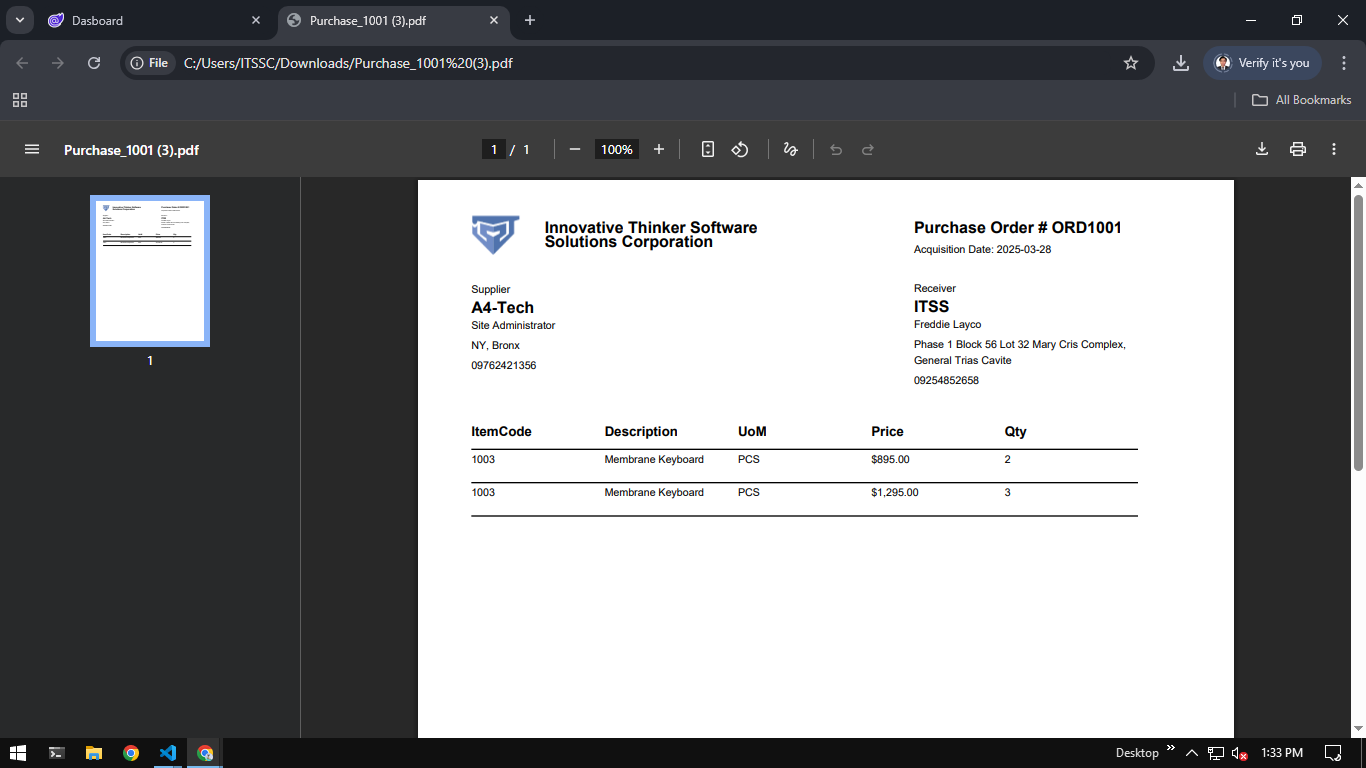 Dasboard
Purchase_1001 (3).pdf
File
C:/Users/ITSSC/Downloads/Purchase_1001%20(3).pdf
Verify it's you
All Bookmarks
Purchase_1001 (3).pdf
1 / 1
100%
1
Innovative Thinker Software
Solutions Corporation
Purchase Order # ORD1001
Acquisition Date: 2025-03-28
Supplier
A4-Tech
Site Administrator
NY, Bronx
09762421356
Receiver
ITSS
Freddie Layco
Phase 1 Block 56 Lot 32 Mary Cris Complex,
General Trias Cavite
09254852658
ItemCode Description UoM Price Qty
1003 Membrane Keyboard PCS $895.00 2
1003 Membrane Keyboard PCS $1,295.00 3
Desktop
1:33 PM